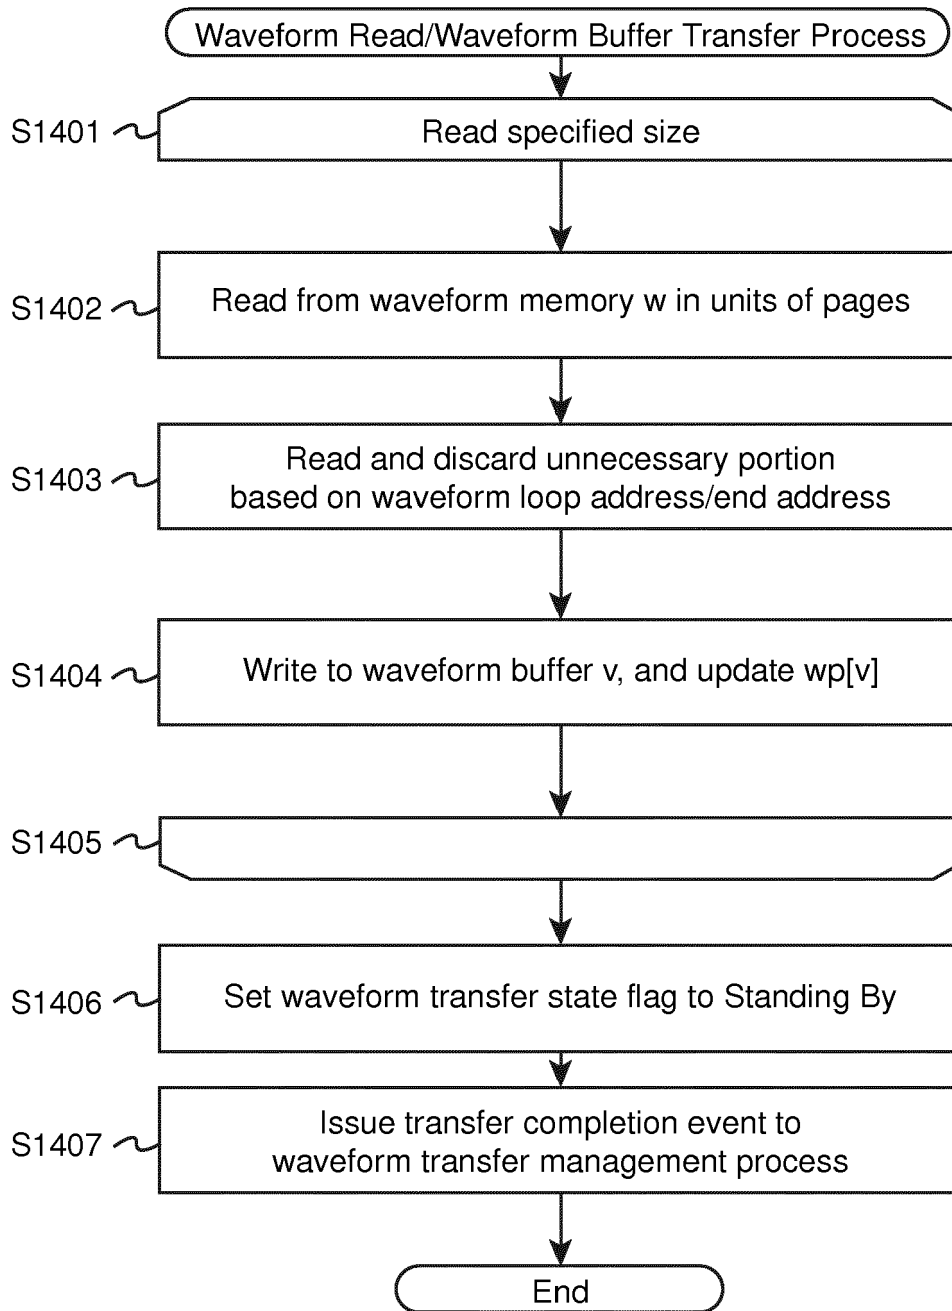 Waveform Read/Waveform Buffer Transfer Process
S1401
Read specified size
S1402
Read from waveform memory w in units of pages
S1403
Read and discard unnecessary portion
based on waveform loop address/end address
S1404
Write to waveform buffer v, and update wp[v]
S1405
S1406
Set waveform transfer state flag to Standing By
S1407
Issue transfer completion event to
waveform transfer management process
End